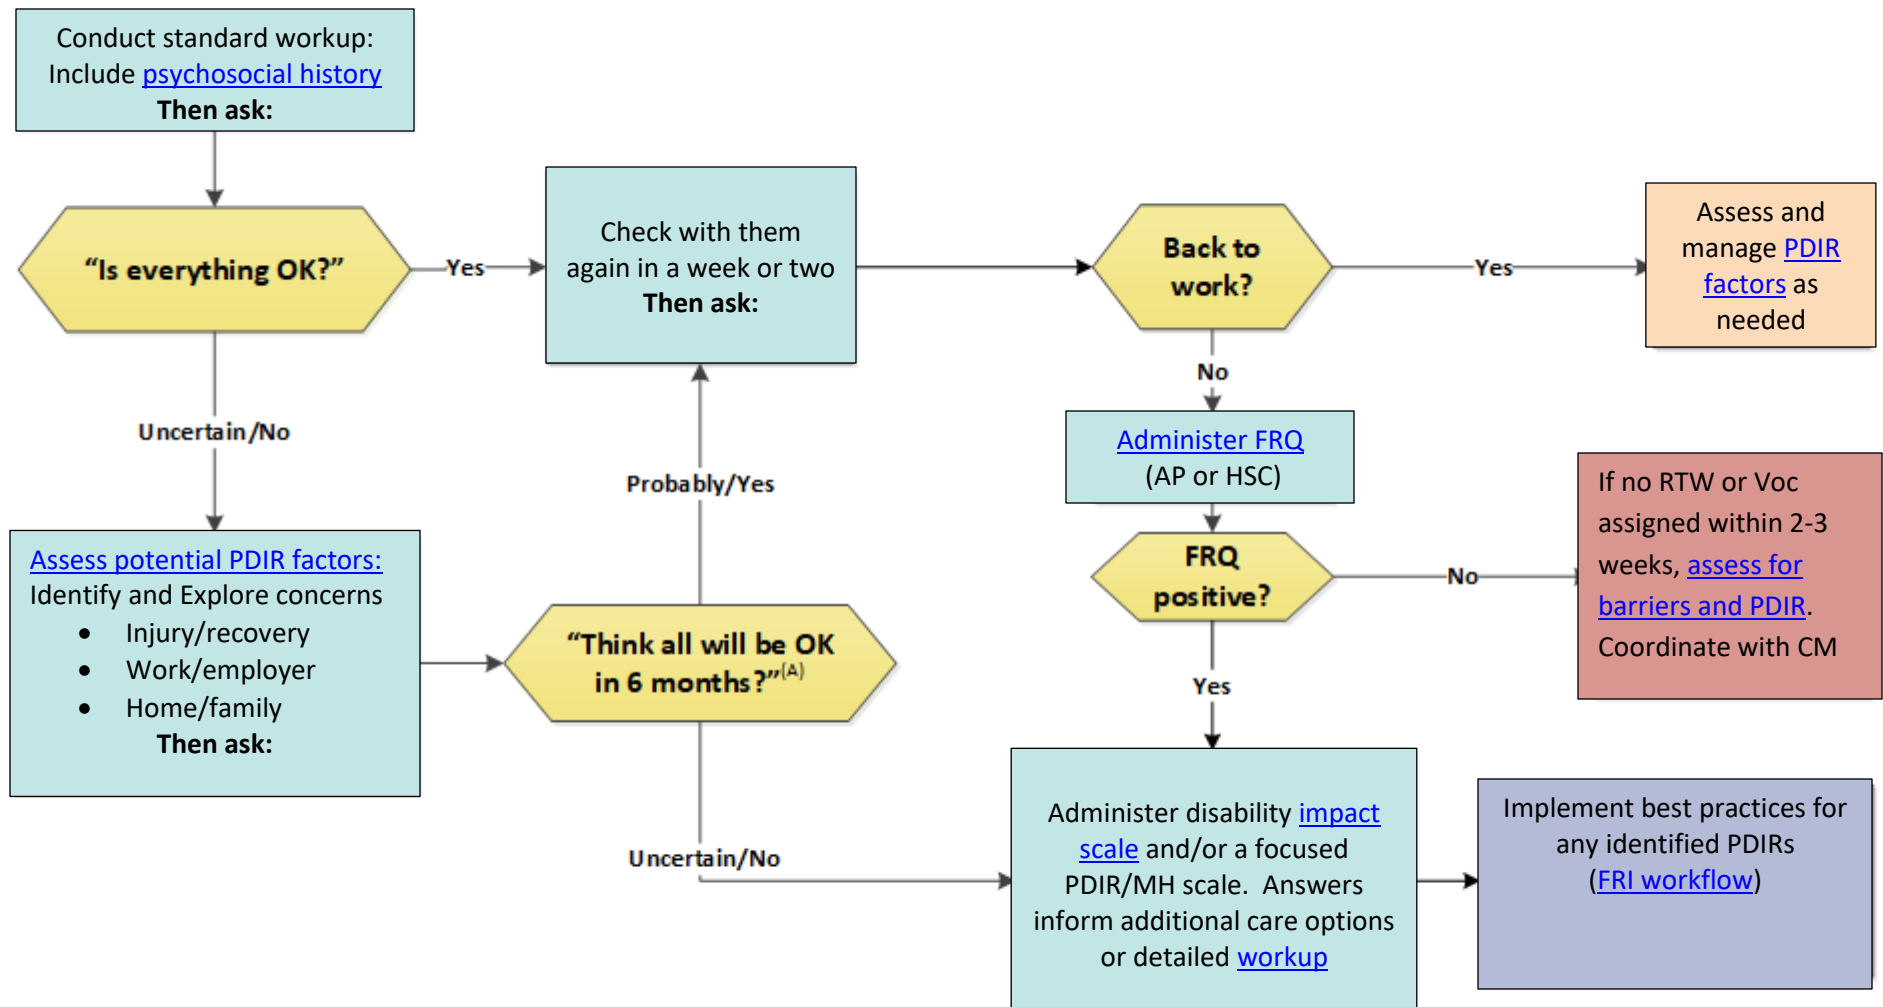 Conduct standard workup:
Include psychosocial history
Then ask:
“Is everything OK?”
Yes
Check with them
again in a week or two
Then ask:
Back to
work?
Yes
Assess and
manage PDIR
factors as
needed
Uncertain/No
No
Administer FRQ
(AP or HSC)
Probably/Yes
FRQ
positive?
No
If no RTW or Voc
assigned within 2-3
weeks, assess for
barriers and PDIR.
Coordinate with CM
Assess potential PDIR factors:
Identify and Explore concerns
• Injury/recovery
• Work/employer
• Home/family
Then ask:
“Think all will be OK
in 6 months?”(A)
Yes
Uncertain/No
Administer disability impact
scale and/or a focused
PDIR/MH scale. Answers
inform additional care options
or detailed workup
Implement best practices for
any identified PDIRs
(FRI workflow)